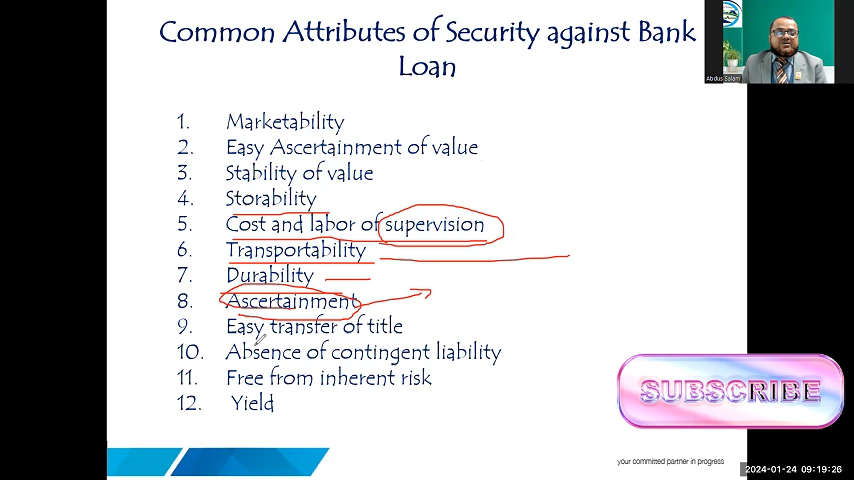 Common Attributes of Security against Bank
Loan
Abdus Salam
1. Marketability
2. Easy Ascertainment of value
3. Stability of value
4. Storability
5. Cost and labor of supervision
6. Transportability
7. Durability
8. Ascertainment
9. Easy transfer of title
10. Absence of contingent liability
11. Free from inherent risk
12. Yield
SUBSCRIBE
your committed partner in progress
2024-01-24 09:19:26